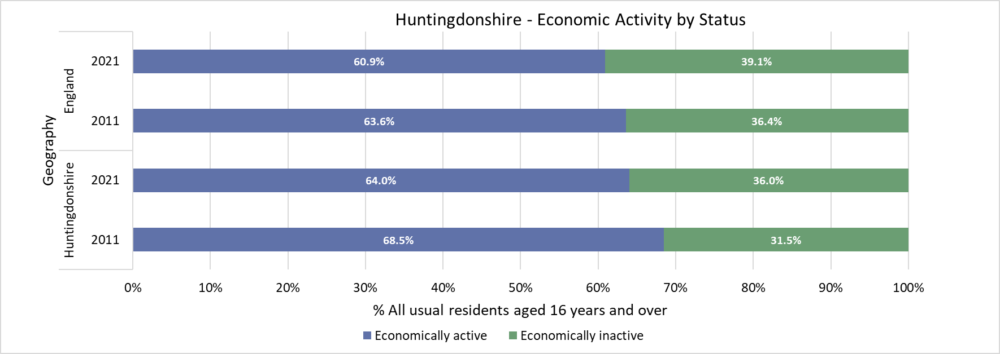 Huntingdonshire - Economic Activity by Status
Geography
England
2021
60.9%
39.1%
2011
63.6%
36.4%
Huntingdonshire
2021
64.0%
36.0%
2011
68.5%
31.5%
0% 10% 20% 30% 40% 50% 60% 70% 80% 90% 100%
% All usual residents aged 16 years and over
Economically active Economically inactive